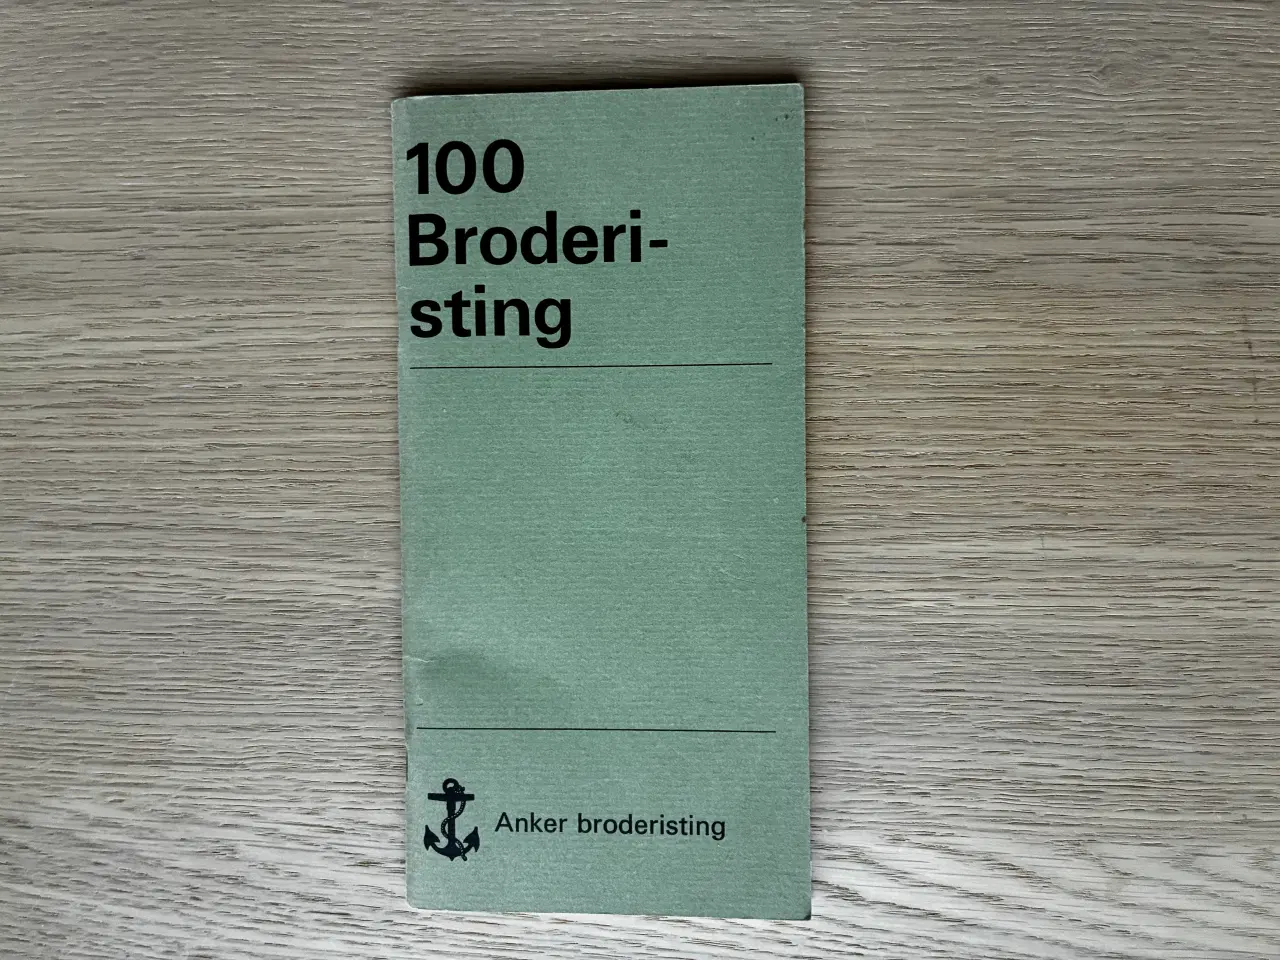 100
Broderi-
sting
Anker broderisting